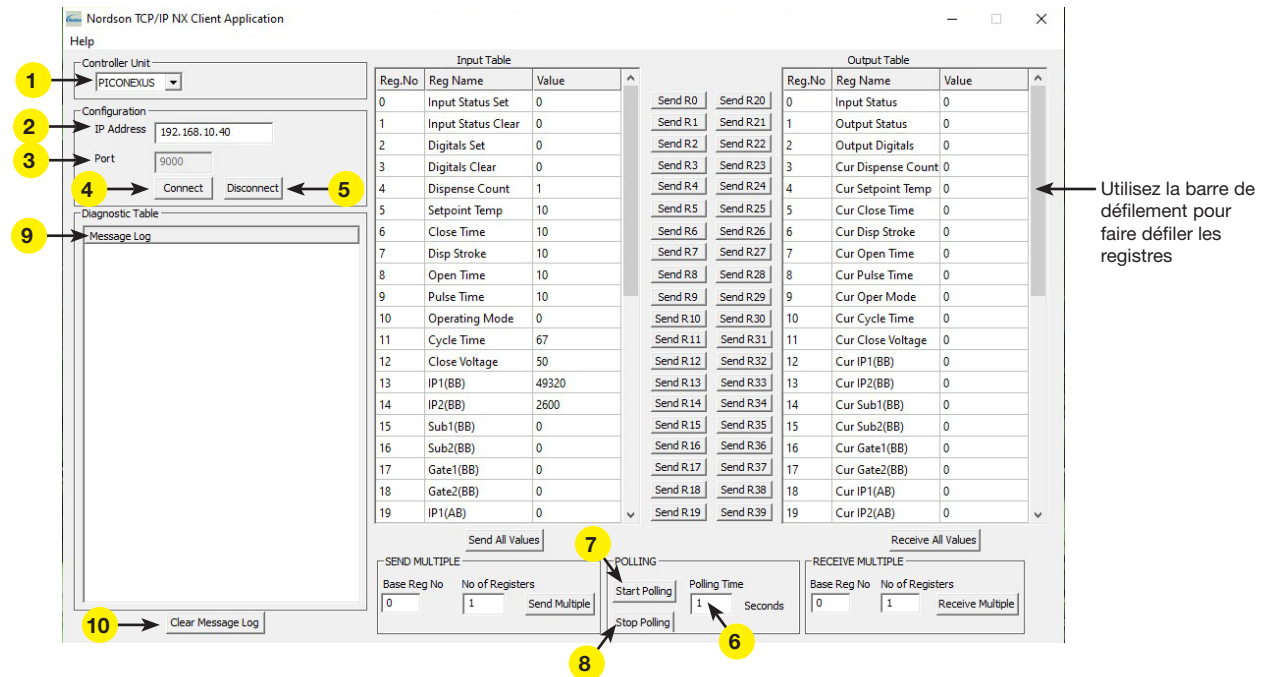 Nordson TCP/IP NX Client Application
Help
Controller Unit
1
PICONEXUS
Configuration
2
IP Address 192.168.10.40
3
Port 9000
4
Connect Disconnect
5
Diagnostic Table
9
Message Log
10
Clear Message Log
Input Table
Reg.No Reg Name Value
0 Input Status Set 0
1 Input Status Clear 0
2 Digitals Set 0
3 Digitals Clear 0
4 Dispense Count 1
5 Setpoint Temp 10
6 Close Time 10
7 Disp Stroke 10
8 Open Time 10
9 Pulse Time 10
10 Operating Mode 0
11 Cycle Time 67
12 Close Voltage 50
13 IP1(BB) 49320
14 IP2(BB) 2600
15 Sub1(BB) 0
16 Sub2(BB) 0
17 Gate1(BB) 0
18 Gate2(BB) 0
19 IP1(AB) 0
Send All Values
Send R0 Send R20
Send R1 Send R21
Send R2 Send R22
Send R3 Send R23
Send R4 Send R24
Send R5 Send R25
Send R6 Send R26
Send R7 Send R27
Send R8 Send R28
Send R9 Send R29
Send R10 Send R30
Send R11 Send R31
Send R12 Send R32
Send R13 Send R33
Send R14 Send R34
Send R15 Send R35
Send R16 Send R36
Send R17 Send R37
Send R18 Send R38
Send R19 Send R39
Output Table
Reg.No Reg Name Value
0 Input Status 0
1 Output Status 0
2 Output Digitals 0
3 Cur Dispense Count 0
4 Cur Setpoint Temp 0
5 Cur Close Time 0
6 Cur Disp Stroke 0
7 Cur Open Time 0
8 Cur Pulse Time 0
9 Cur Oper Mode 0
10 Cur Cycle Time 0
11 Cur Close Voltage 0
12 Cur IP1(BB) 0
13 Cur IP2(BB) 0
14 Cur Sub1(BB) 0
15 Cur Sub2(BB) 0
16 Cur Gate1(BB) 0
17 Cur Gate2(BB) 0
18 Cur IP1(AB) 0
19 Cur IP2(AB) 0
Receive All Values
Utilisez la barre de
défilement pour
faire défiler les
registres
SEND MULTIPLE
Base Reg No No of Registers
0 1 Send Multiple
7
POLLING
Start Polling
Polling Time
1 Seconds
Stop Polling
6
8
RECEIVE MULTIPLE
Base Reg No No of Registers
0 1 Receive Multiple